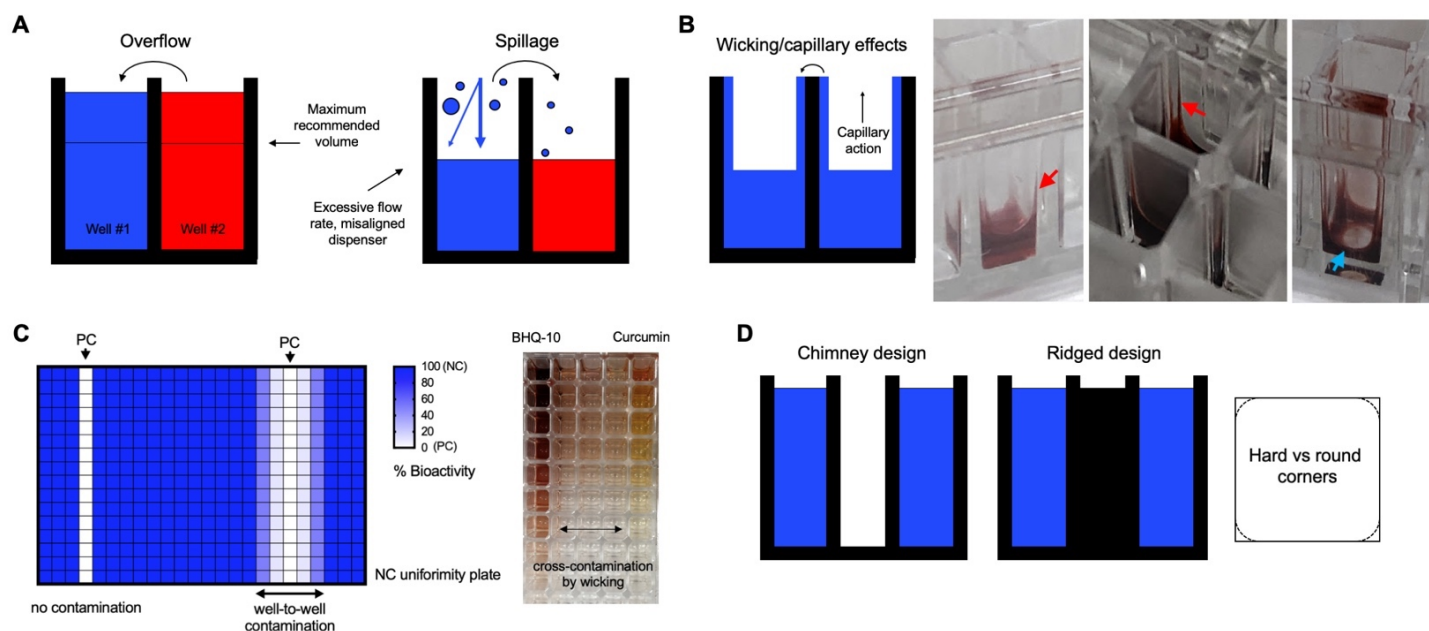 A
Overflow
Spillage
Well #1
Well #2
Maximum
recommended
volume
Excessive flow
rate, misaligned
dispenser
B
Wicking/capillary effects
Capillary
action
C
PC
PC
100 (NC)
80
60
40
20
0 (PC)
% Bioactivity
NC uniforimity plate
no contamination
well-to-well
contamination
BHQ-10
Curcumin
cross-contamination
by wicking
D
Chimney design
Ridged design
Hard vs round
corners